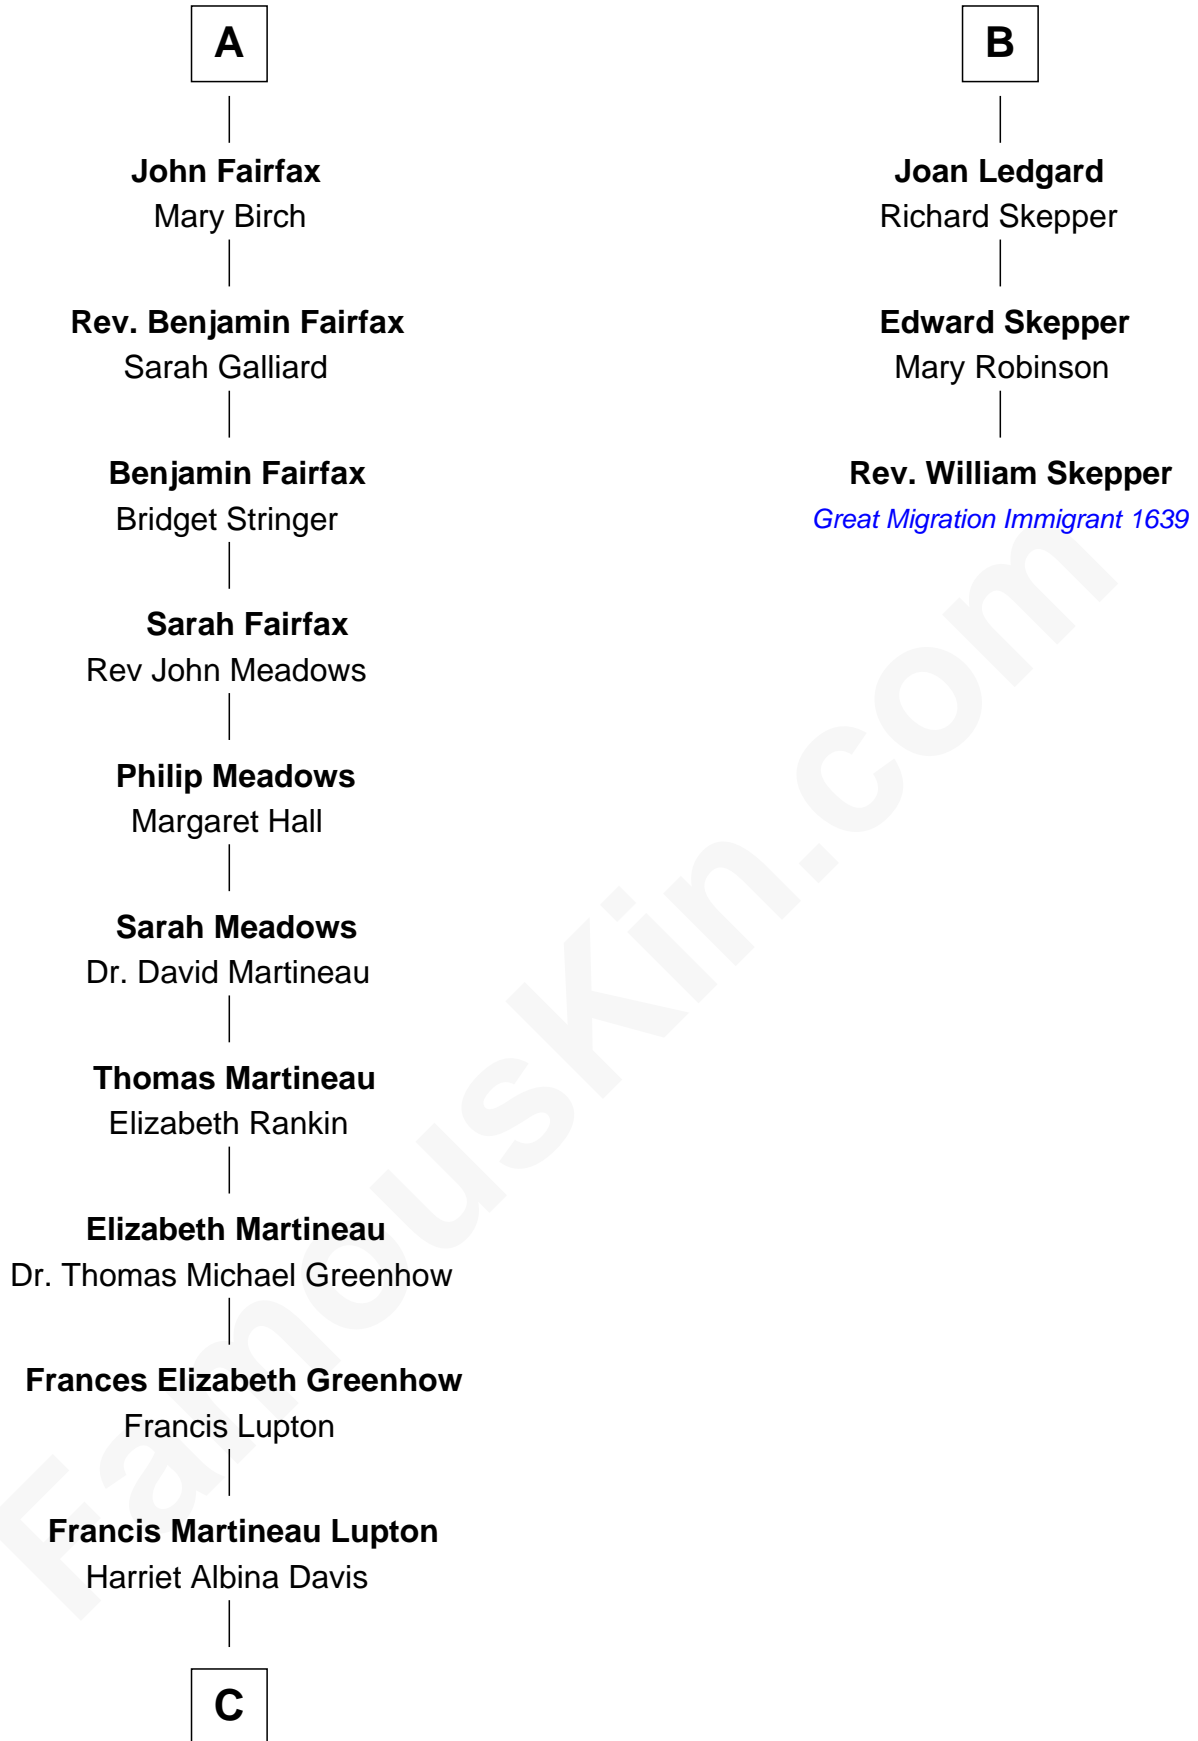 A
John Fairfax
Mary Birch
Rev. Benjamin Fairfax
Sarah Galliard
Benjamin Fairfax
Bridget Stringer
Sarah Fairfax
Rev John Meadows
Philip Meadows
Margaret Hall
Sarah Meadows
Dr. David Martineau
Thomas Martineau
Elizabeth Rankin
Elizabeth Martineau
Dr. Thomas Michael Greenhow
Frances Elizabeth Greenhow
Francis Lupton
Francis Martineau Lupton
Harriet Albina Davis
C
B
Joan Ledgard
Richard Skepper
Edward Skepper
Mary Robinson
Rev. William Skepper
Great Migration Immigrant 1639
FamousKin.com